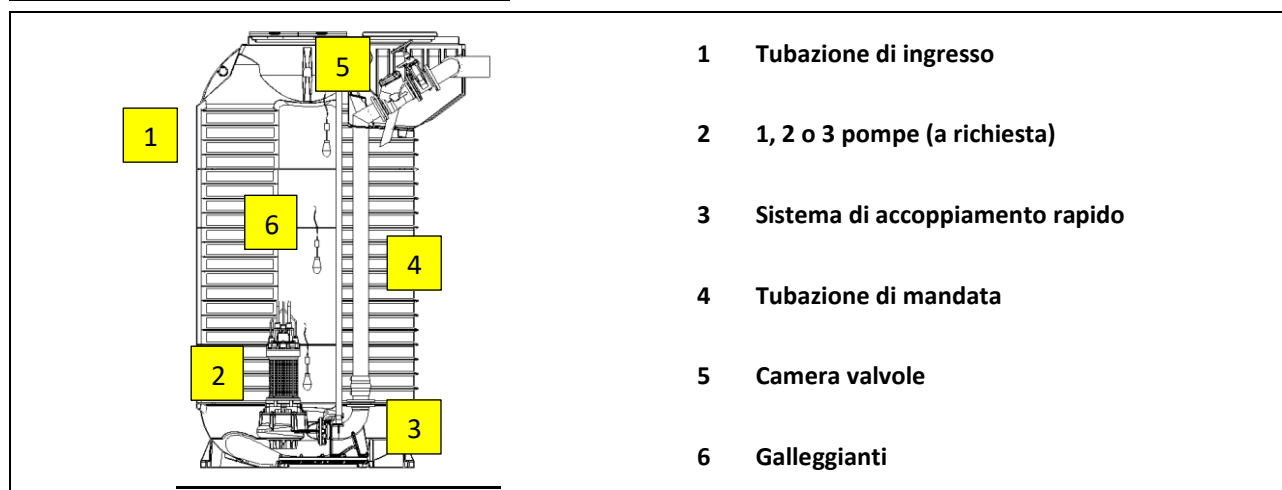 5
1
6
4
2
3
1 Tubazione di ingresso
2 1, 2 o 3 pompe (a richiesta)
3 Sistema di accoppiamento rapido
4 Tubazione di mandata
5 Camera valvole
6 Galleggianti